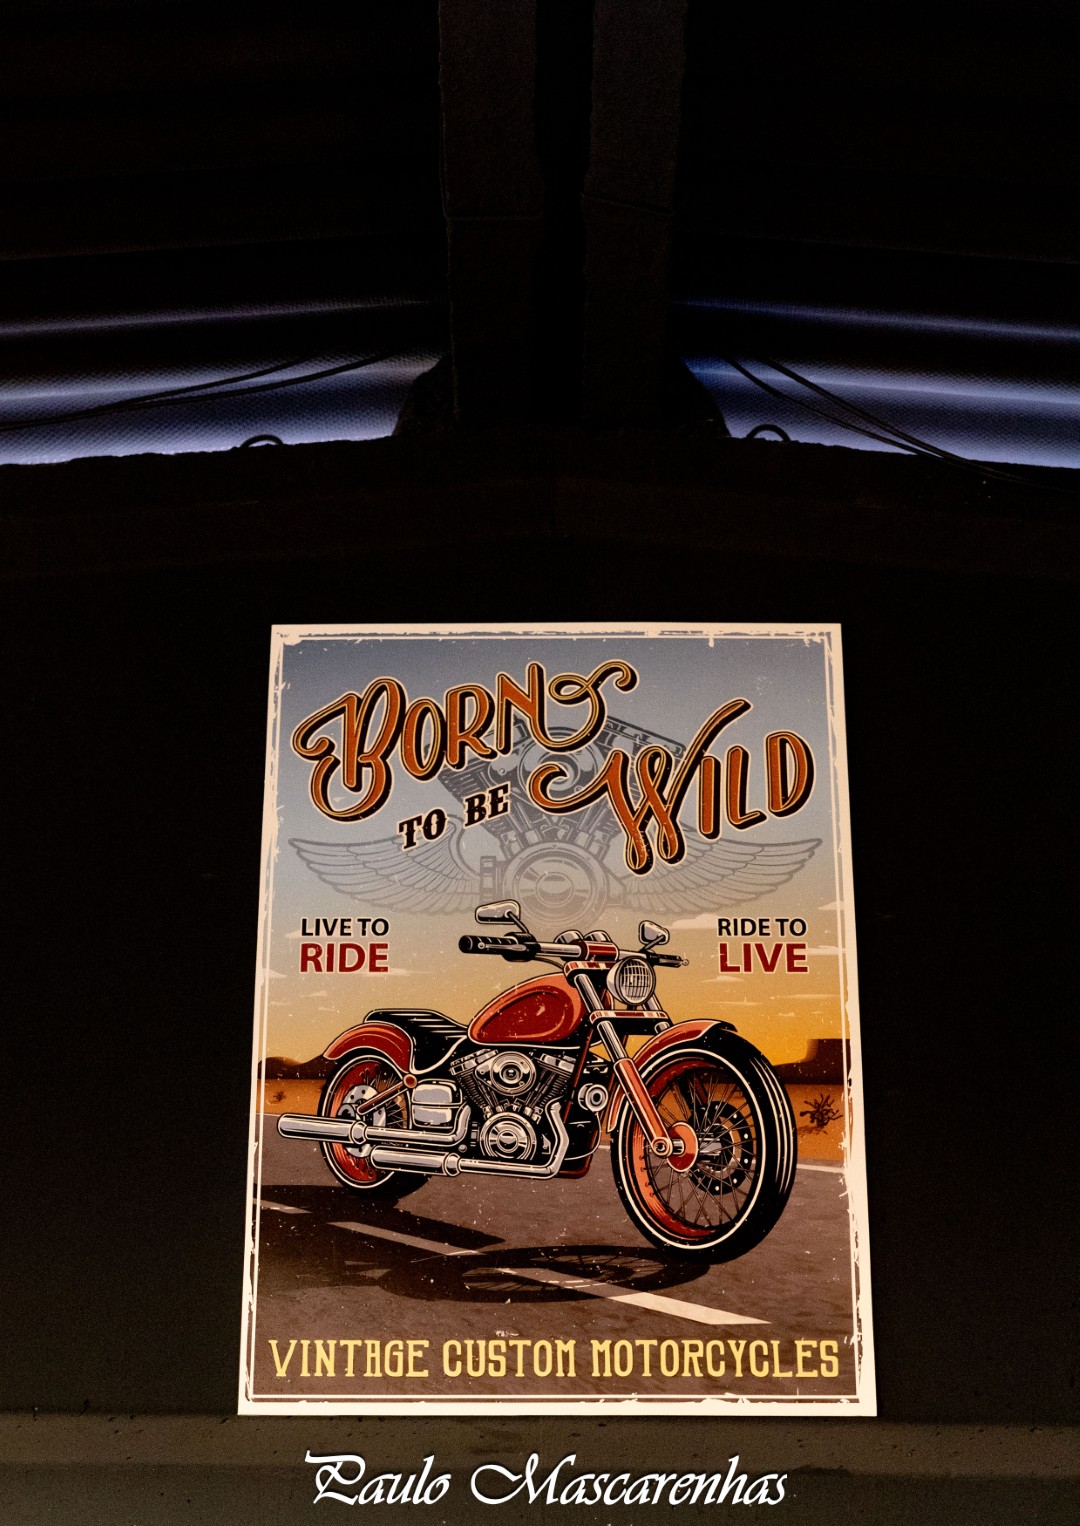 BORN
TO BE WILD
LIVE TO
RIDE
RIDE TO
LIVE
VINTAGE CUSTOM MOTORCYCLES
Paulo Mascarenhas